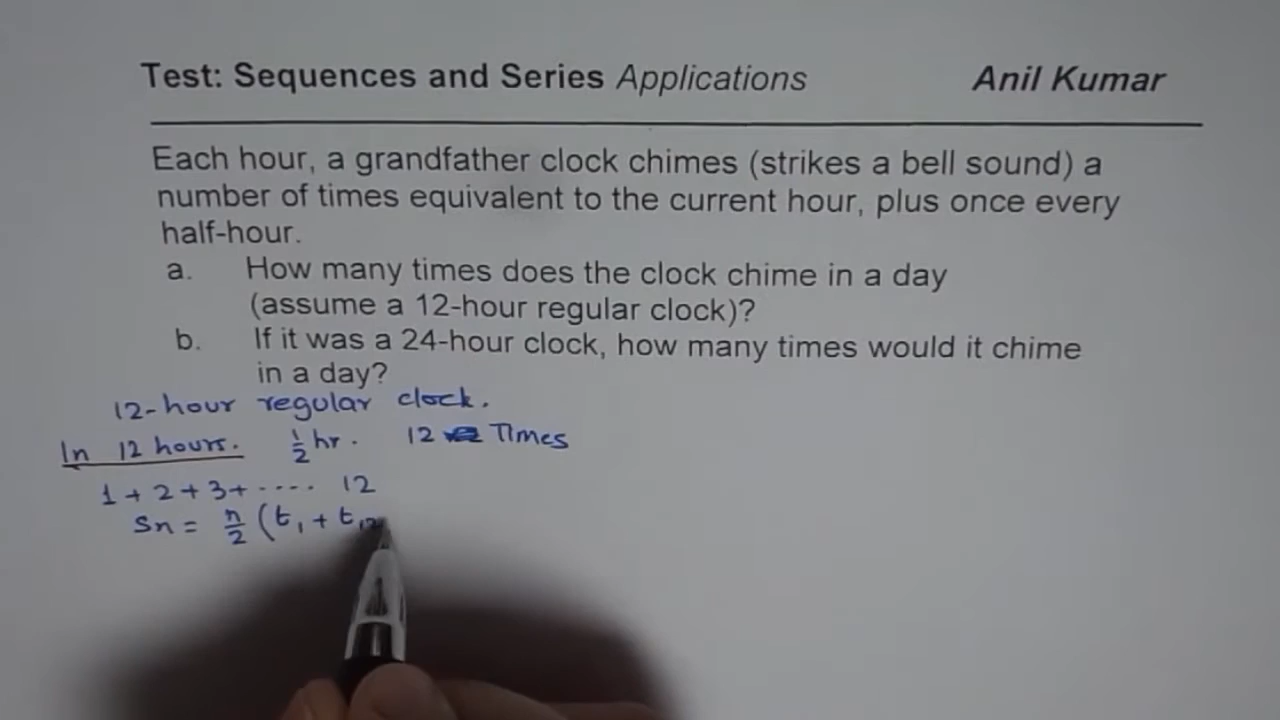 Test: Sequences and Series Applications Anil Kumar
Each hour, a grandfather clock chimes (strikes a bell sound) a
number of times equivalent to the current hour, plus once every
half-hour.
a. How many times does the clock chime in a day
(assume a 12-hour regular clock)?
b. If it was a 24-hour clock, how many times would it chime
in a day?
12-hour regular clock.
In 12 hours. 1/2 hr. 12 Times
1 + 2 + 3 + .... 12
Sn = n/2 (t1 + t12